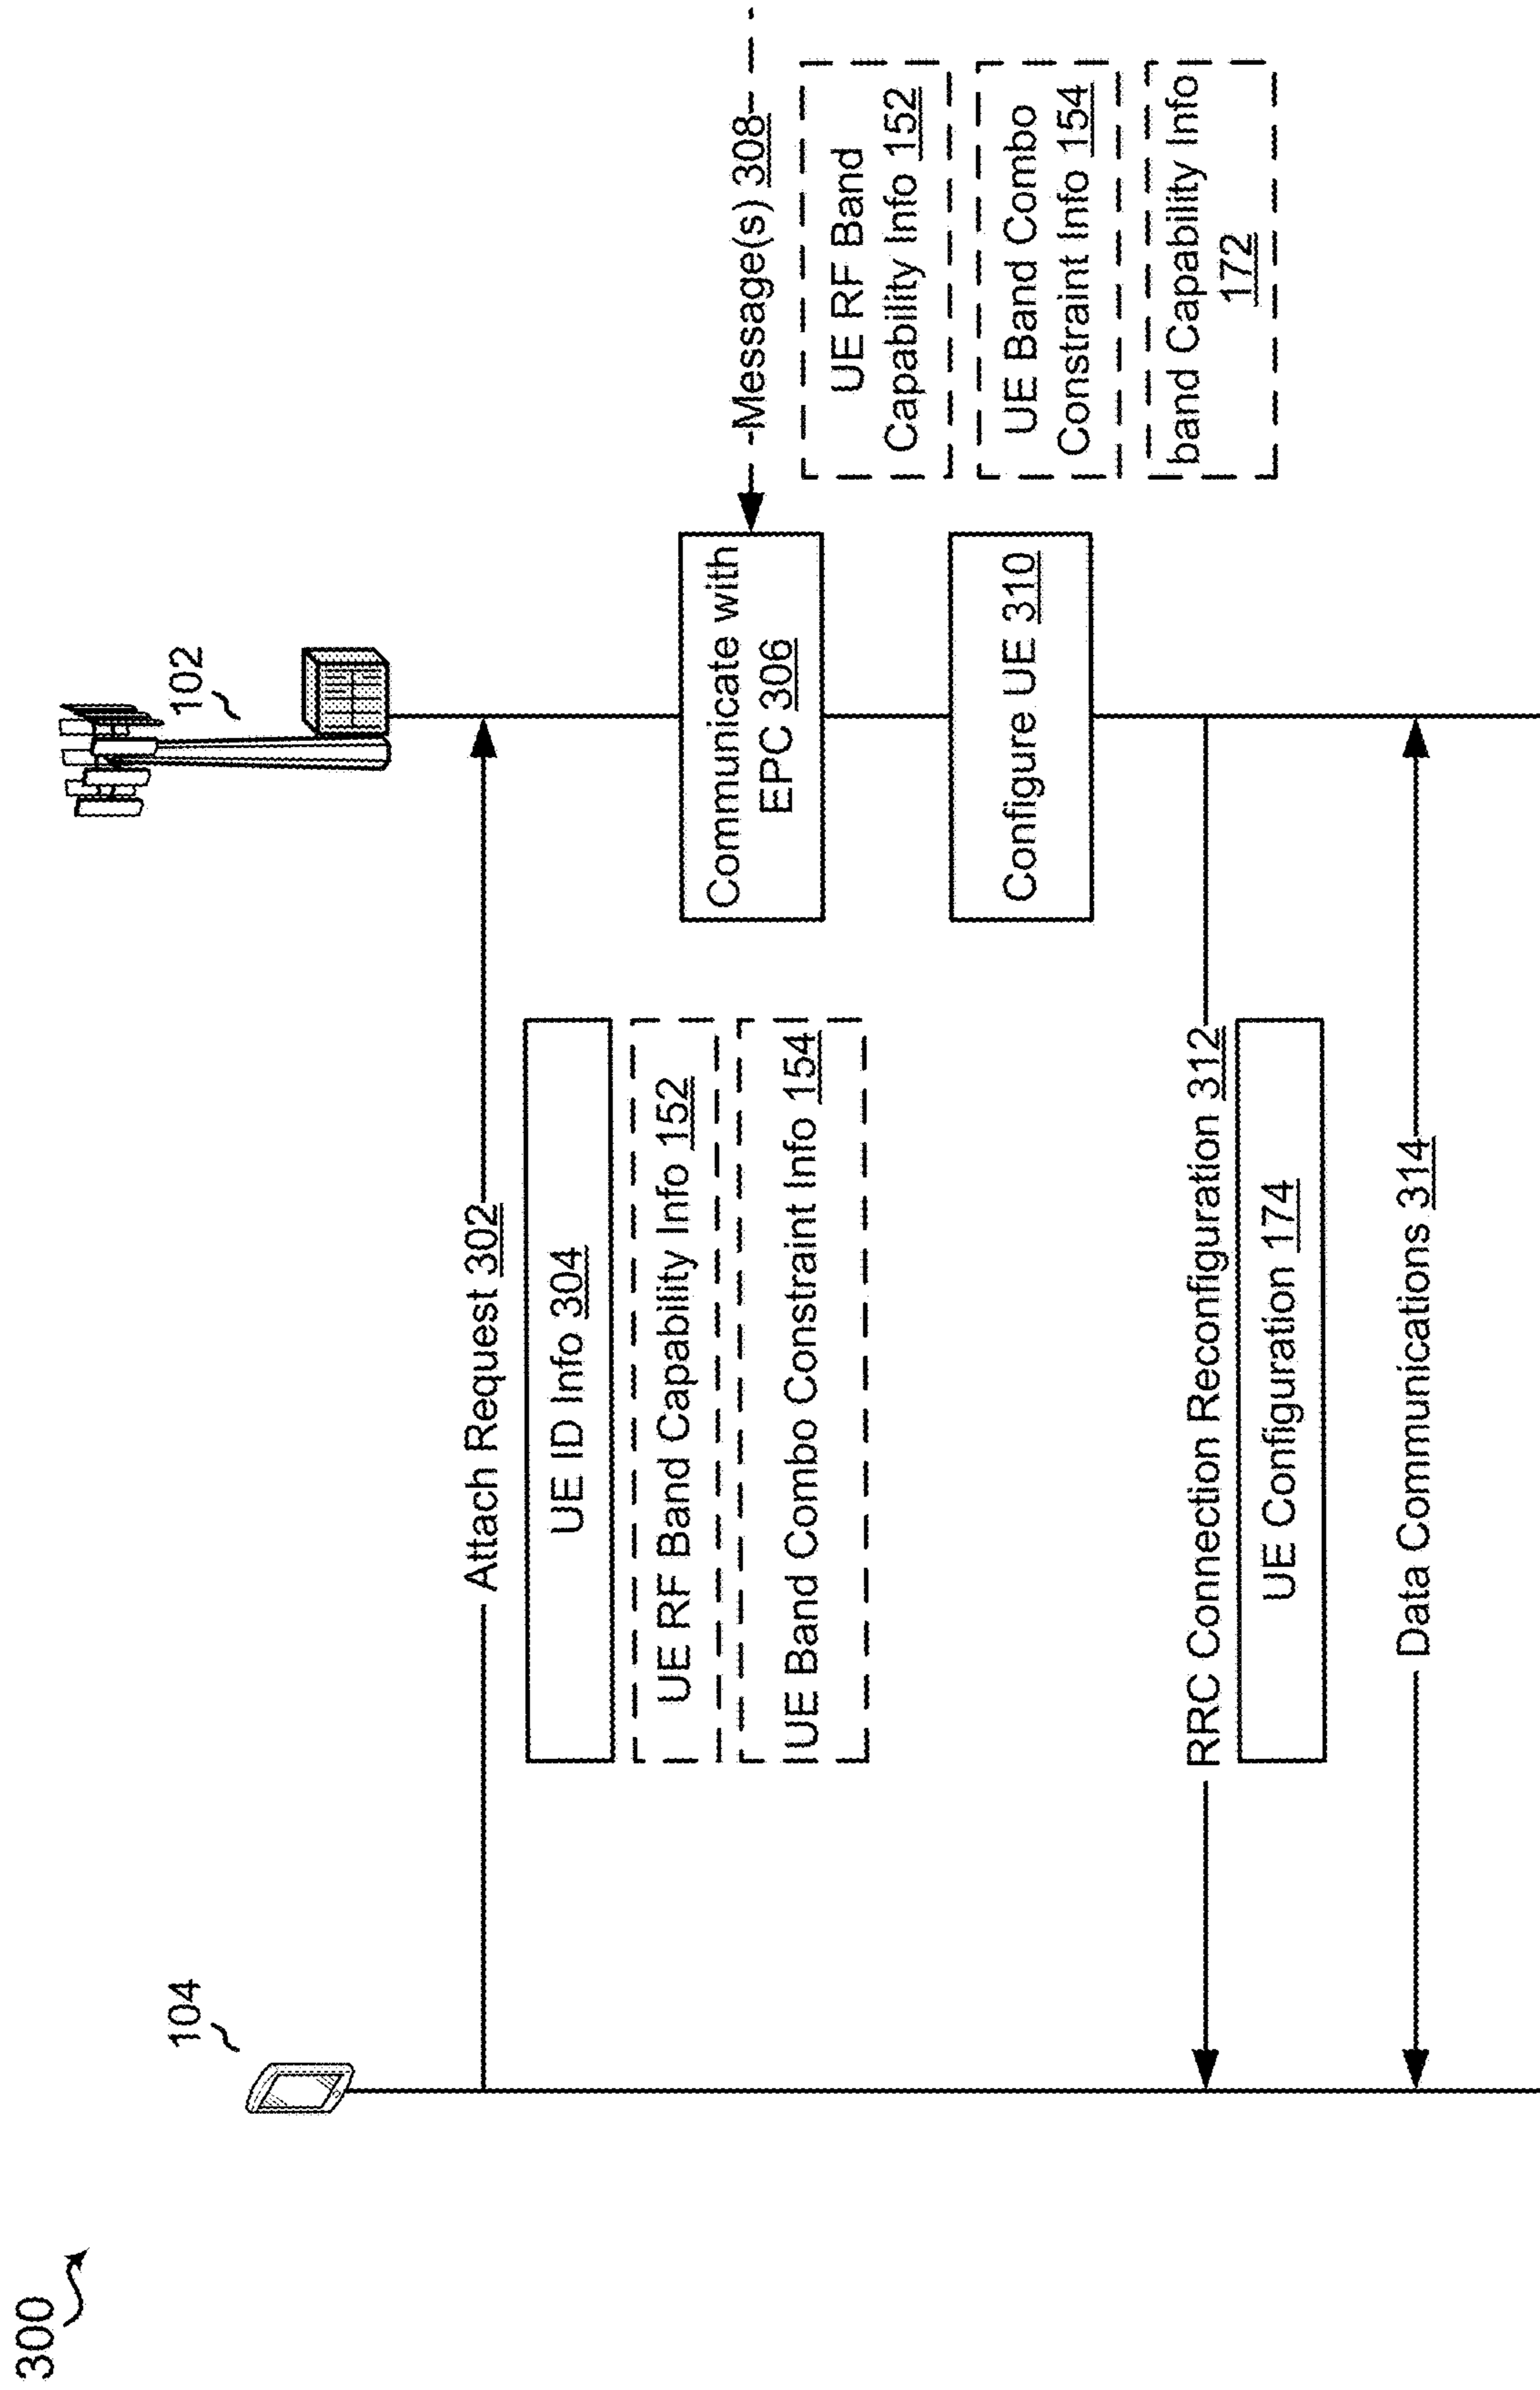 300
104
102
Attach Request 302
UE ID Info 304
UE RF Band Capability Info 152
UE Band Combo Constraint Info 154
Communicate with
EPC 306
Message(s) 308
UE RF Band
Capability Info 152
UE Band Combo
Constraint Info 154
band Capability Info
172
Configure UE 310
RRC Connection Reconfiguration 312
UE Configuration 174
Data Communications 314